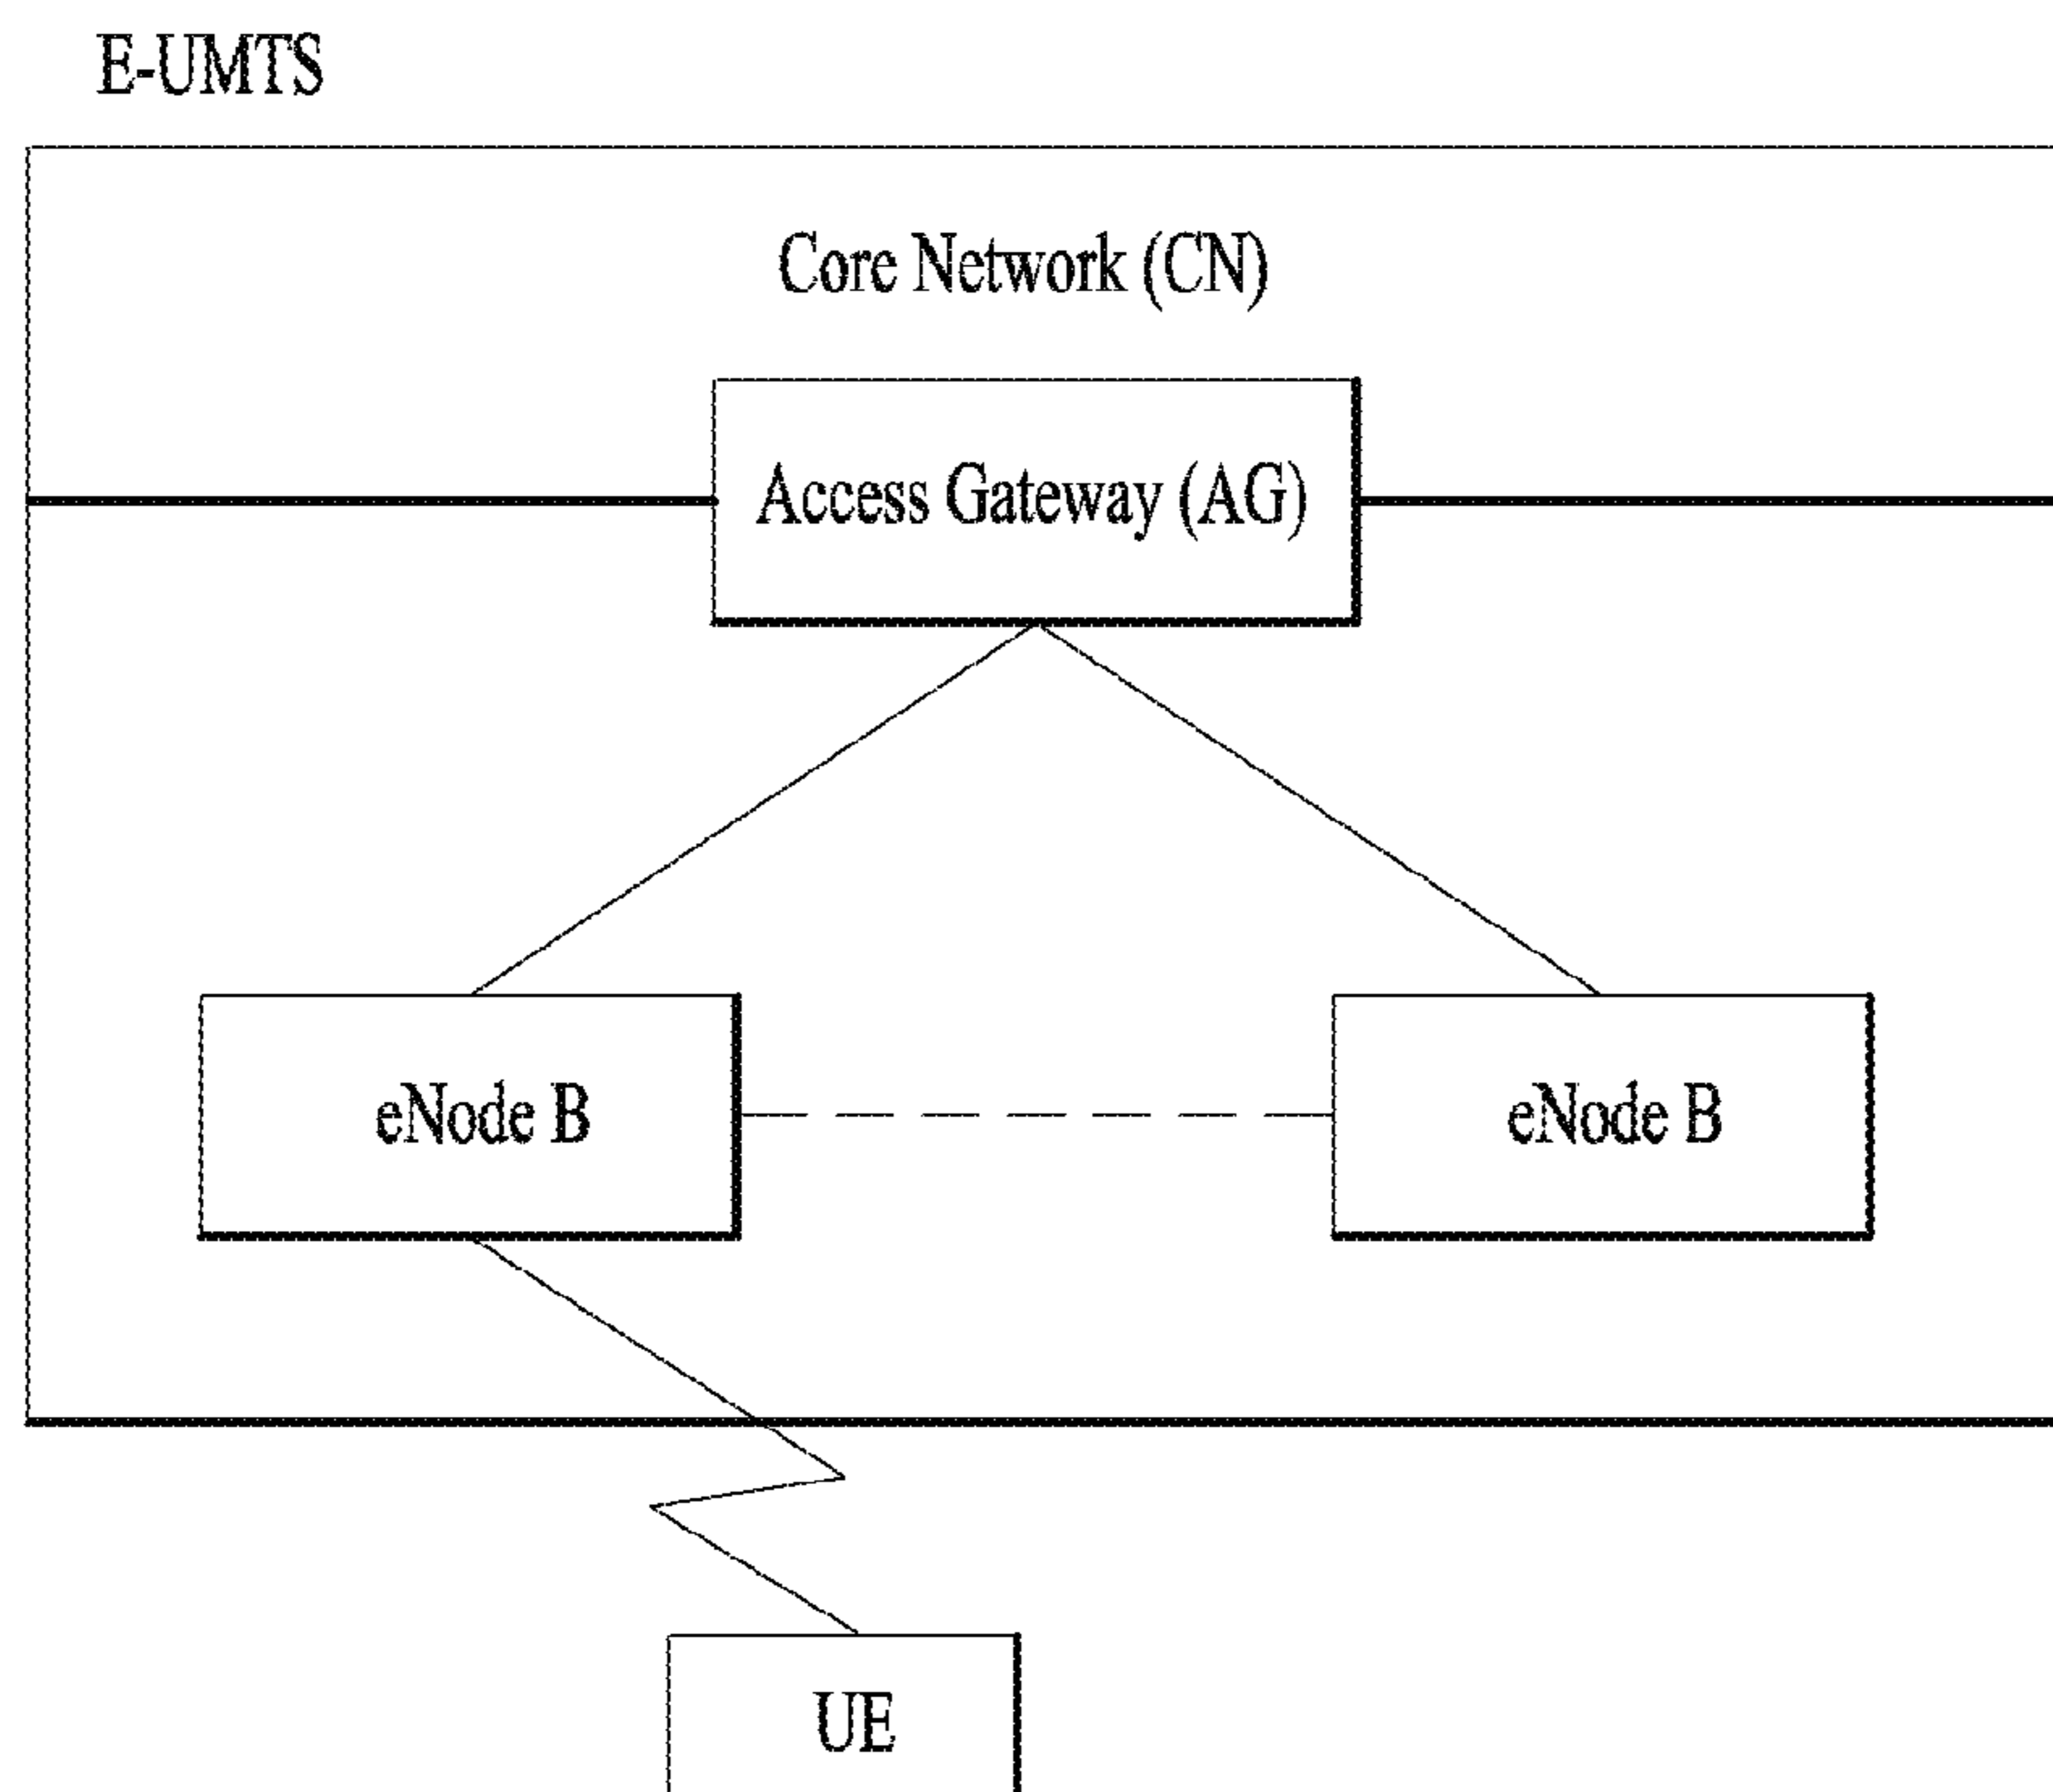 E-UMTS
Core Network (CN)
Access Gateway (AG)
eNode B
eNode B
UE